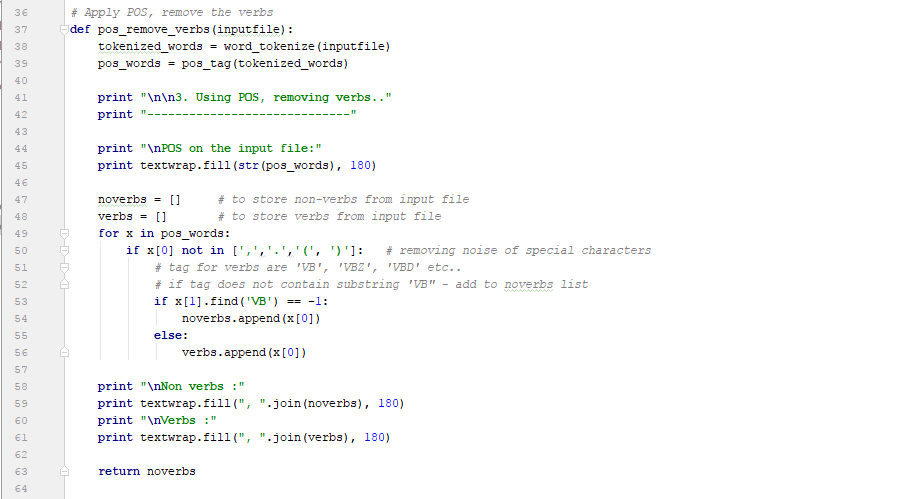 36 # Apply POS, remove the verbs
37 def pos_remove_verbs(inputfile):
38     tokenized_words = word_tokenize(inputfile)
39     pos_words = pos_tag(tokenized_words)
40
41     print "\n\n3. Using POS, removing verbs.."
42     print "-----------------------------"
43
44     print "\nPOS on the input file:"
45     print textwrap.fill(str(pos_words), 180)
46
47     noverbs = []     # to store non-verbs from input file
48     verbs = []       # to store verbs from input file
49     for x in pos_words:
50         if x[0] not in [',','.','(', ')']:   # removing noise of special characters
51             # tag for verbs are 'VB', 'VBZ', 'VBD' etc..
52             # if tag does not contain substring 'VB" - add to noverbs list
53             if x[1].find('VB') == -1:
54                 noverbs.append(x[0])
55             else:
56                 verbs.append(x[0])
57
58     print "\nNon verbs :"
59     print textwrap.fill(", ".join(noverbs), 180)
60     print "\nVerbs :"
61     print textwrap.fill(", ".join(verbs), 180)
62
63     return noverbs
64